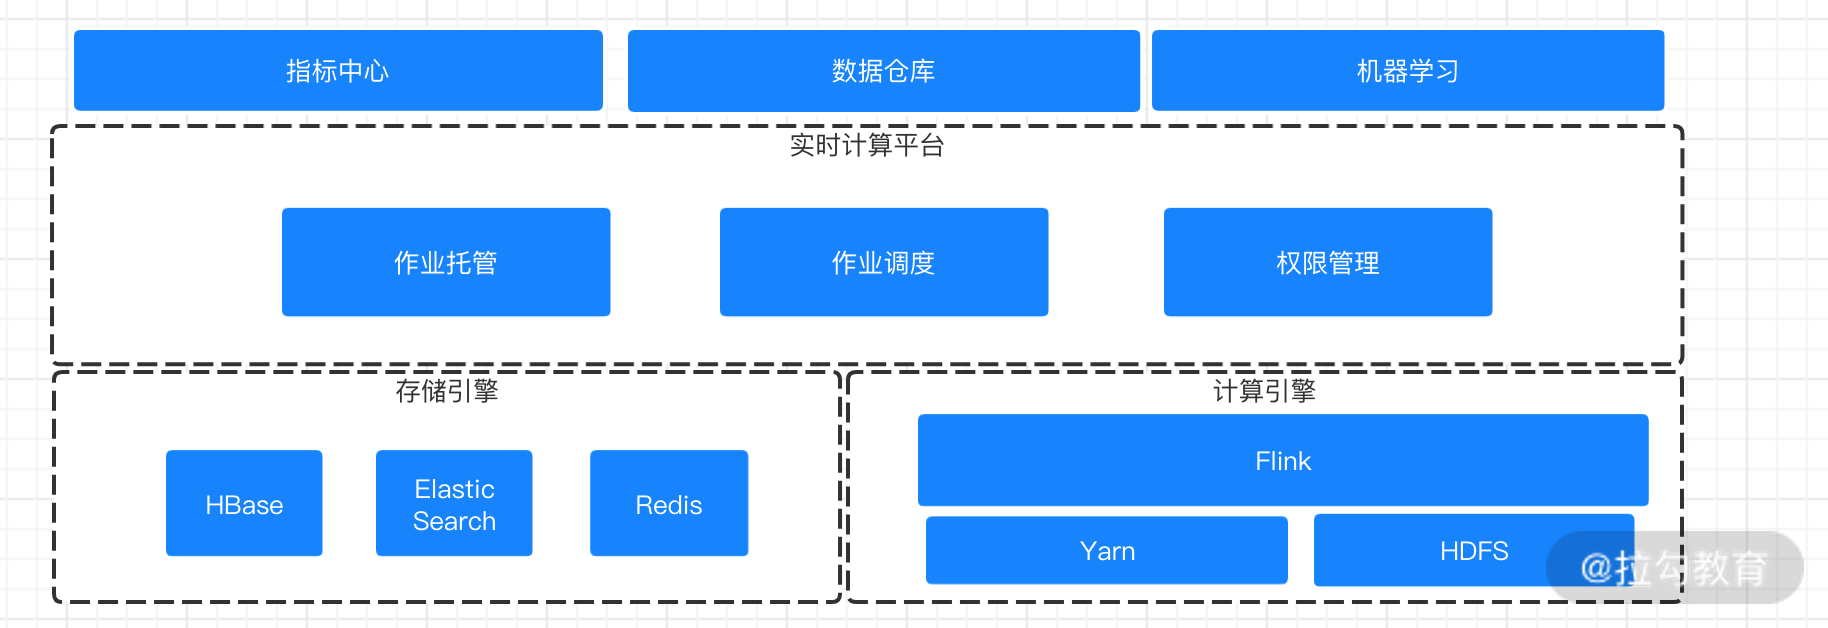 指标中心
数据仓库
机器学习
实时计算平台
作业托管
作业调度
权限管理
存储引擎
计算引擎
HBase
Elastic
Search
Redis
Flink
Yarn
HDFS
@拉勾教育